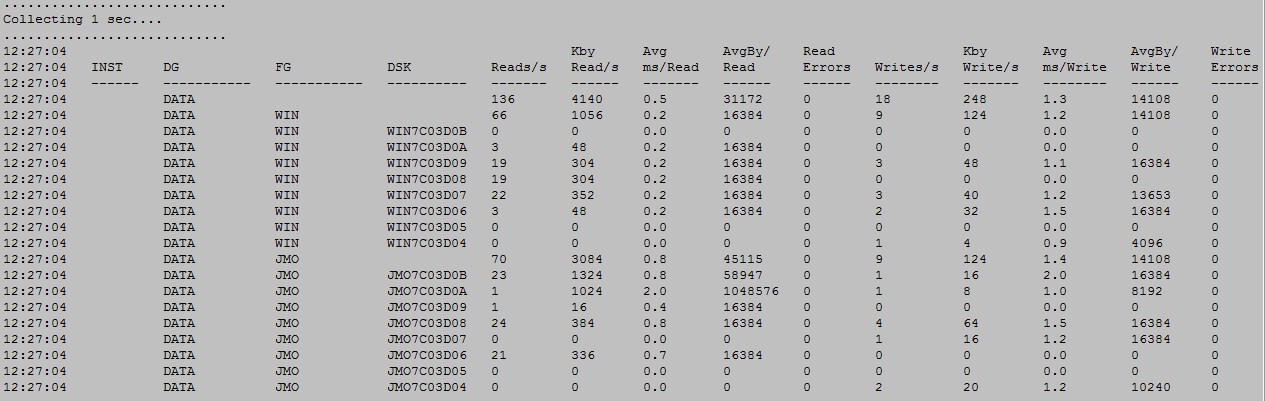 ............................
Collecting 1 sec....
............................
12:27:04 Kby Avg AvgBy/ Read Kby Avg AvgBy/ Write
12:27:04 INST DG FG DSK Reads/s Read/s ms/Read Read Errors Writes/s Write/s ms/Write Write Errors
12:27:04 ------ ----------- ----------- ---------- ------- ------ ------- ------ ------ -------- ------- -------- ------ ------
12:27:04 DATA 136 4140 0.5 31172 0 18 248 1.3 14108 0
12:27:04 DATA WIN 66 1056 0.2 16384 0 9 124 1.2 14108 0
12:27:04 DATA WIN WIN7C03D0B 0 0 0.0 0 0 0 0 0.0 0 0
12:27:04 DATA WIN WIN7C03D0A 3 48 0.2 16384 0 0 0 0.0 0 0
12:27:04 DATA WIN WIN7C03D09 19 304 0.2 16384 0 3 48 1.1 16384 0
12:27:04 DATA WIN WIN7C03D08 19 304 0.2 16384 0 0 0 0.0 0 0
12:27:04 DATA WIN WIN7C03D07 22 352 0.2 16384 0 3 40 1.2 13653 0
12:27:04 DATA WIN WIN7C03D06 3 48 0.2 16384 0 2 32 1.5 16384 0
12:27:04 DATA WIN WIN7C03D05 0 0 0.0 0 0 0 0 0.0 0 0
12:27:04 DATA WIN WIN7C03D04 0 0 0.0 0 0 1 4 0.9 4096 0
12:27:04 DATA JMO 70 3084 0.8 45115 0 9 124 1.4 14108 0
12:27:04 DATA JMO JMO7C03D0B 23 1324 0.8 58947 0 1 16 2.0 16384 0
12:27:04 DATA JMO JMO7C03D0A 1 1024 2.0 1048576 0 1 8 1.0 8192 0
12:27:04 DATA JMO JMO7C03D09 1 16 0.4 16384 0 0 0 0.0 0 0
12:27:04 DATA JMO JMO7C03D08 24 384 0.8 16384 0 4 64 1.5 16384 0
12:27:04 DATA JMO JMO7C03D07 0 0 0.0 0 0 1 16 1.2 16384 0
12:27:04 DATA JMO JMO7C03D06 21 336 0.7 16384 0 0 0 0.0 0 0
12:27:04 DATA JMO JMO7C03D05 0 0 0.0 0 0 0 0 0.0 0 0
12:27:04 DATA JMO JMO7C03D04 0 0 0.0 0 0 2 20 1.2 10240 0